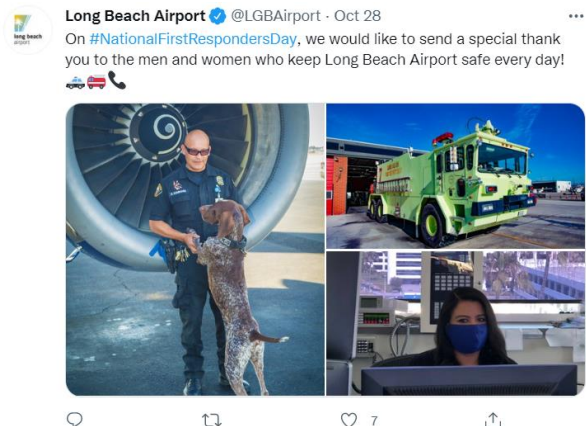 Long Beach Airport @LGBAirport · Oct 28
On #NationalFirstRespondersDay, we would like to send a special thank
you to the men and women who keep Long Beach Airport safe every day!
long beach
airport
7